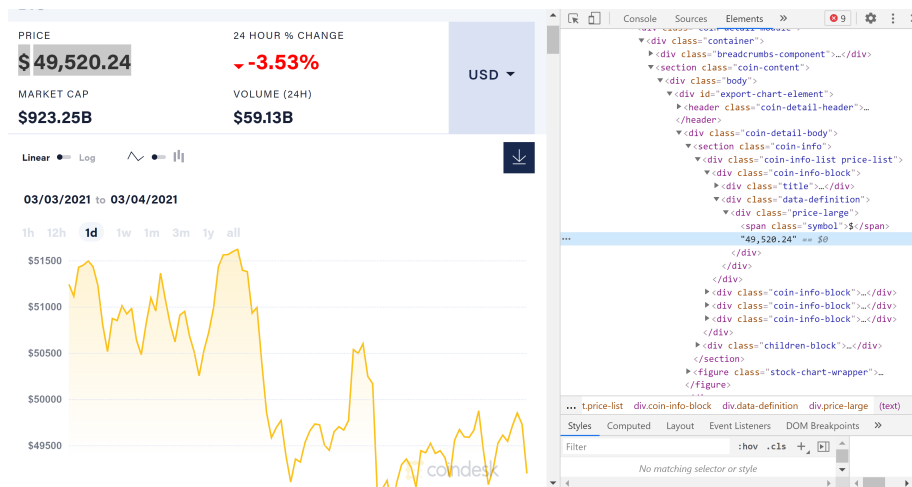 PRICE
$ 49,520.24
24 HOUR % CHANGE
-3.53%
MARKET CAP
$923.25B
VOLUME (24H)
$59.13B
USD
Linear Log
03/03/2021 to 03/04/2021
1h 12h 1d 1w 1m 3m 1y all
$51500
$51000
$50500
$50000
$49500
coindesk
Console Sources Elements » 9
<div class="container">
<div class="breadcrumbs-component">…</div>
<section class="coin-content">
<div class="body">
<div id="export-chart-element">
<header class="coin-detail-header">…
</header>
<div class="coin-detail-body">
<section class="coin-info">
<div class="coin-info-list price-list">
<div class="coin-info-block">
<div class="title">…</div>
<div class="data-definition">
<div class="price-large">
<span class="symbol">$</span>
"49,520.24" == $0
</div>
</div>
</div>
<div class="coin-info-block">…</div>
<div class="coin-info-block">…</div>
<div class="coin-info-block">…</div>
</div>
<div class="children-block">…</div>
</section>
<figure class="stock-chart-wrapper">…
</figure>
... t.price-list div.coin-info-block div.data-definition div.price-large (text)
Styles Computed Layout Event Listeners DOM Breakpoints »
Filter :hov .cls +
No matching selector or style